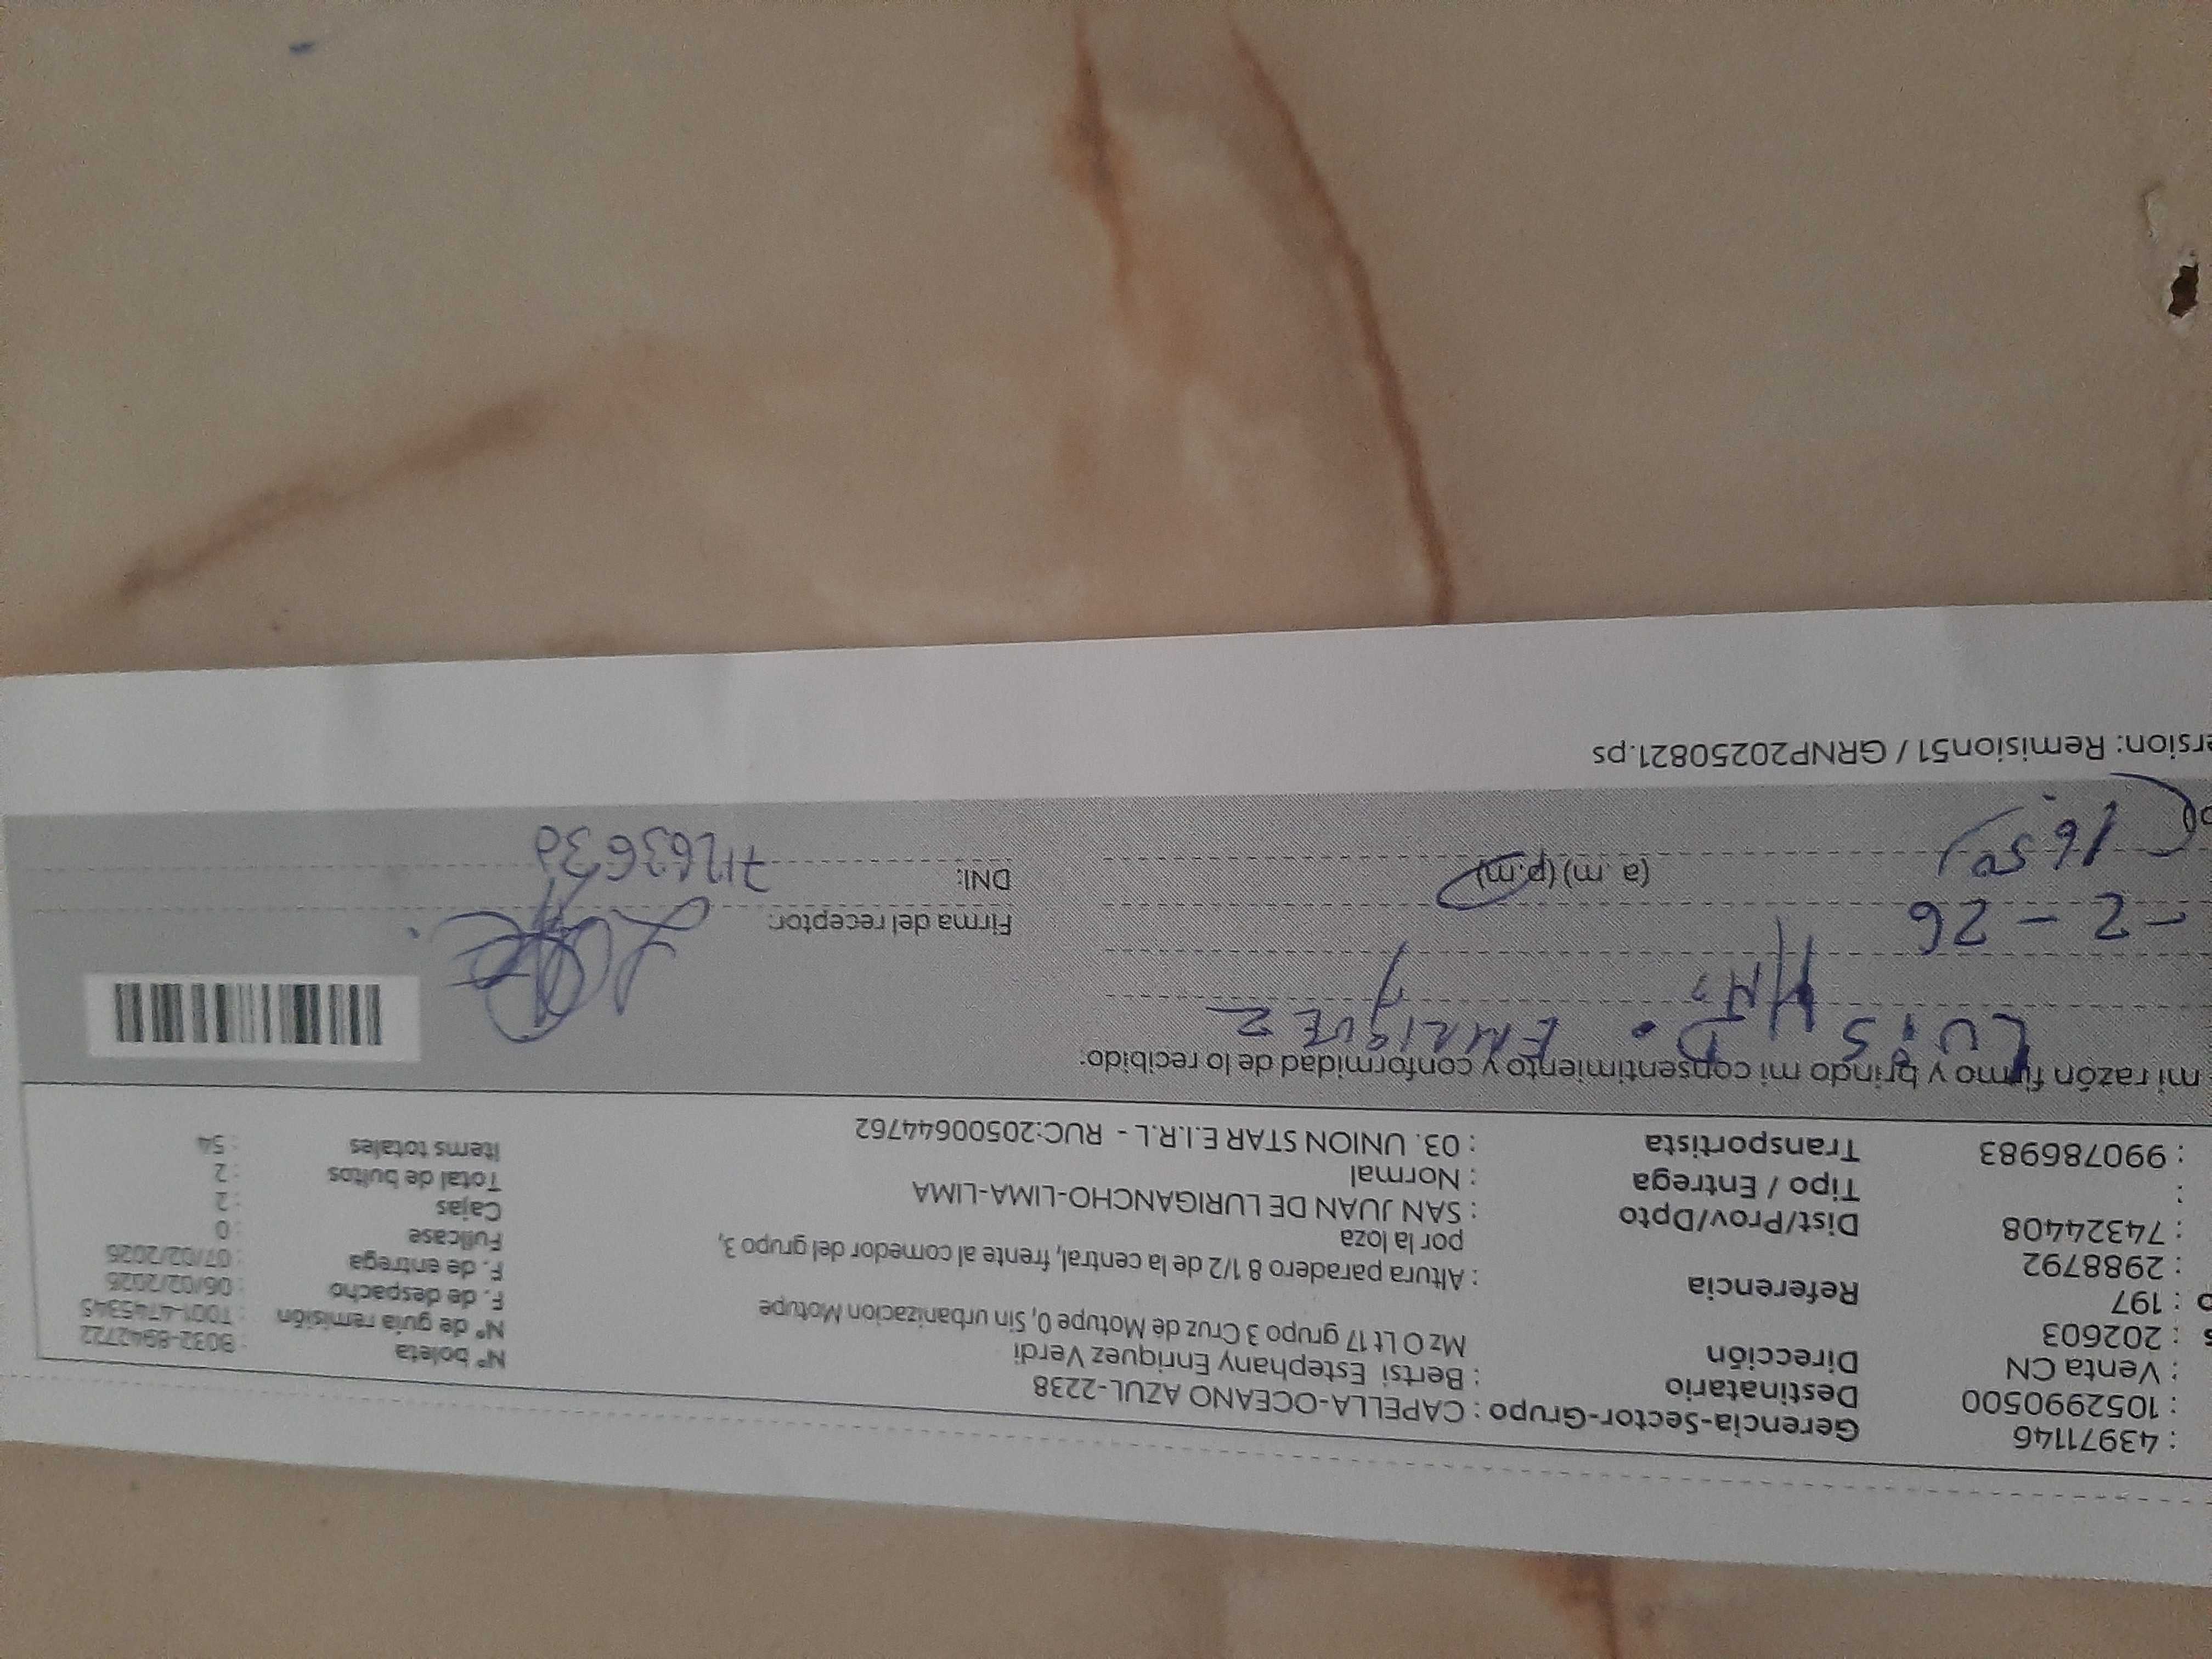 : 43971146 Gerencia-Sector-Grupo : CAPELLA-OCEANO AZUL-2238
: 1052990500 Destinatario : Bertsi Estephany Enriquez Verdi
: Venta CN Dirección Mz O Lt 17 grupo 3 Cruz de Motupe 0, Sin urbanizacion Motupe
: 202603
: 197 Referencia : Altura paradero 8 1/2 de la central, frente al comedor del grupo 3,
: 2988792 por la loza
: 74324408 Dist/Prov/Dpto : SAN JUAN DE LURIGANCHO-LIMA-LIMA
: Tipo / Entrega : Normal
: 990786983 Transportista : 03. UNION STAR E.I.R.L - RUC:20500644762
Nº boleta : B032-8942722
Nº de guía remisión : T001-4745345
F. de despacho : 06/02/2026
F. de entrega : 07/02/2026
Fullcase : 0
Cajas : 2
Total de bultos : 2
Items totales : 54
mi razón firmo y brindo mi consentimiento y conformidad de lo recibido:
LUIS D. ENRIQUEZ
- 2 - 26
16:50 (a.m) (p.m)
Firma del receptor:
DNI: 71263630
Remision51 / GRNP20250821.ps